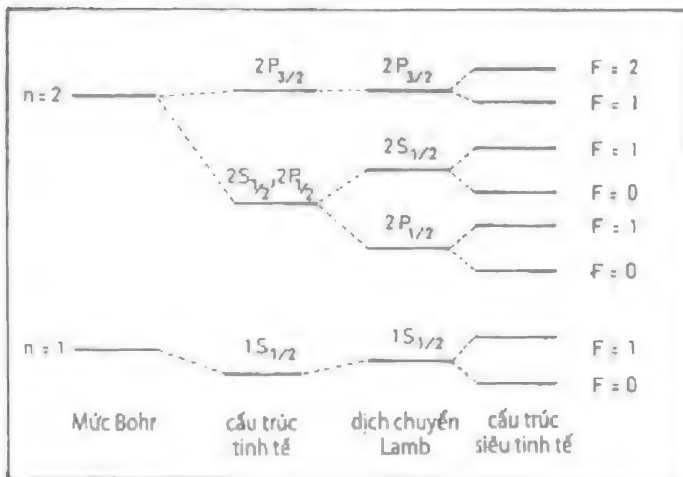 2P3/2 2P3/2 F = 2
n = 2 F = 1
2S1/2 F = 1
2S1/2, 2P1/2 F = 0
2P1/2 F = 1
F = 0
n = 1 1S1/2 1S1/2 F = 1
F = 0
Mức Bohr cấu trúc dịch chuyển cấu trúc
tinh tế Lamb siêu tinh tế